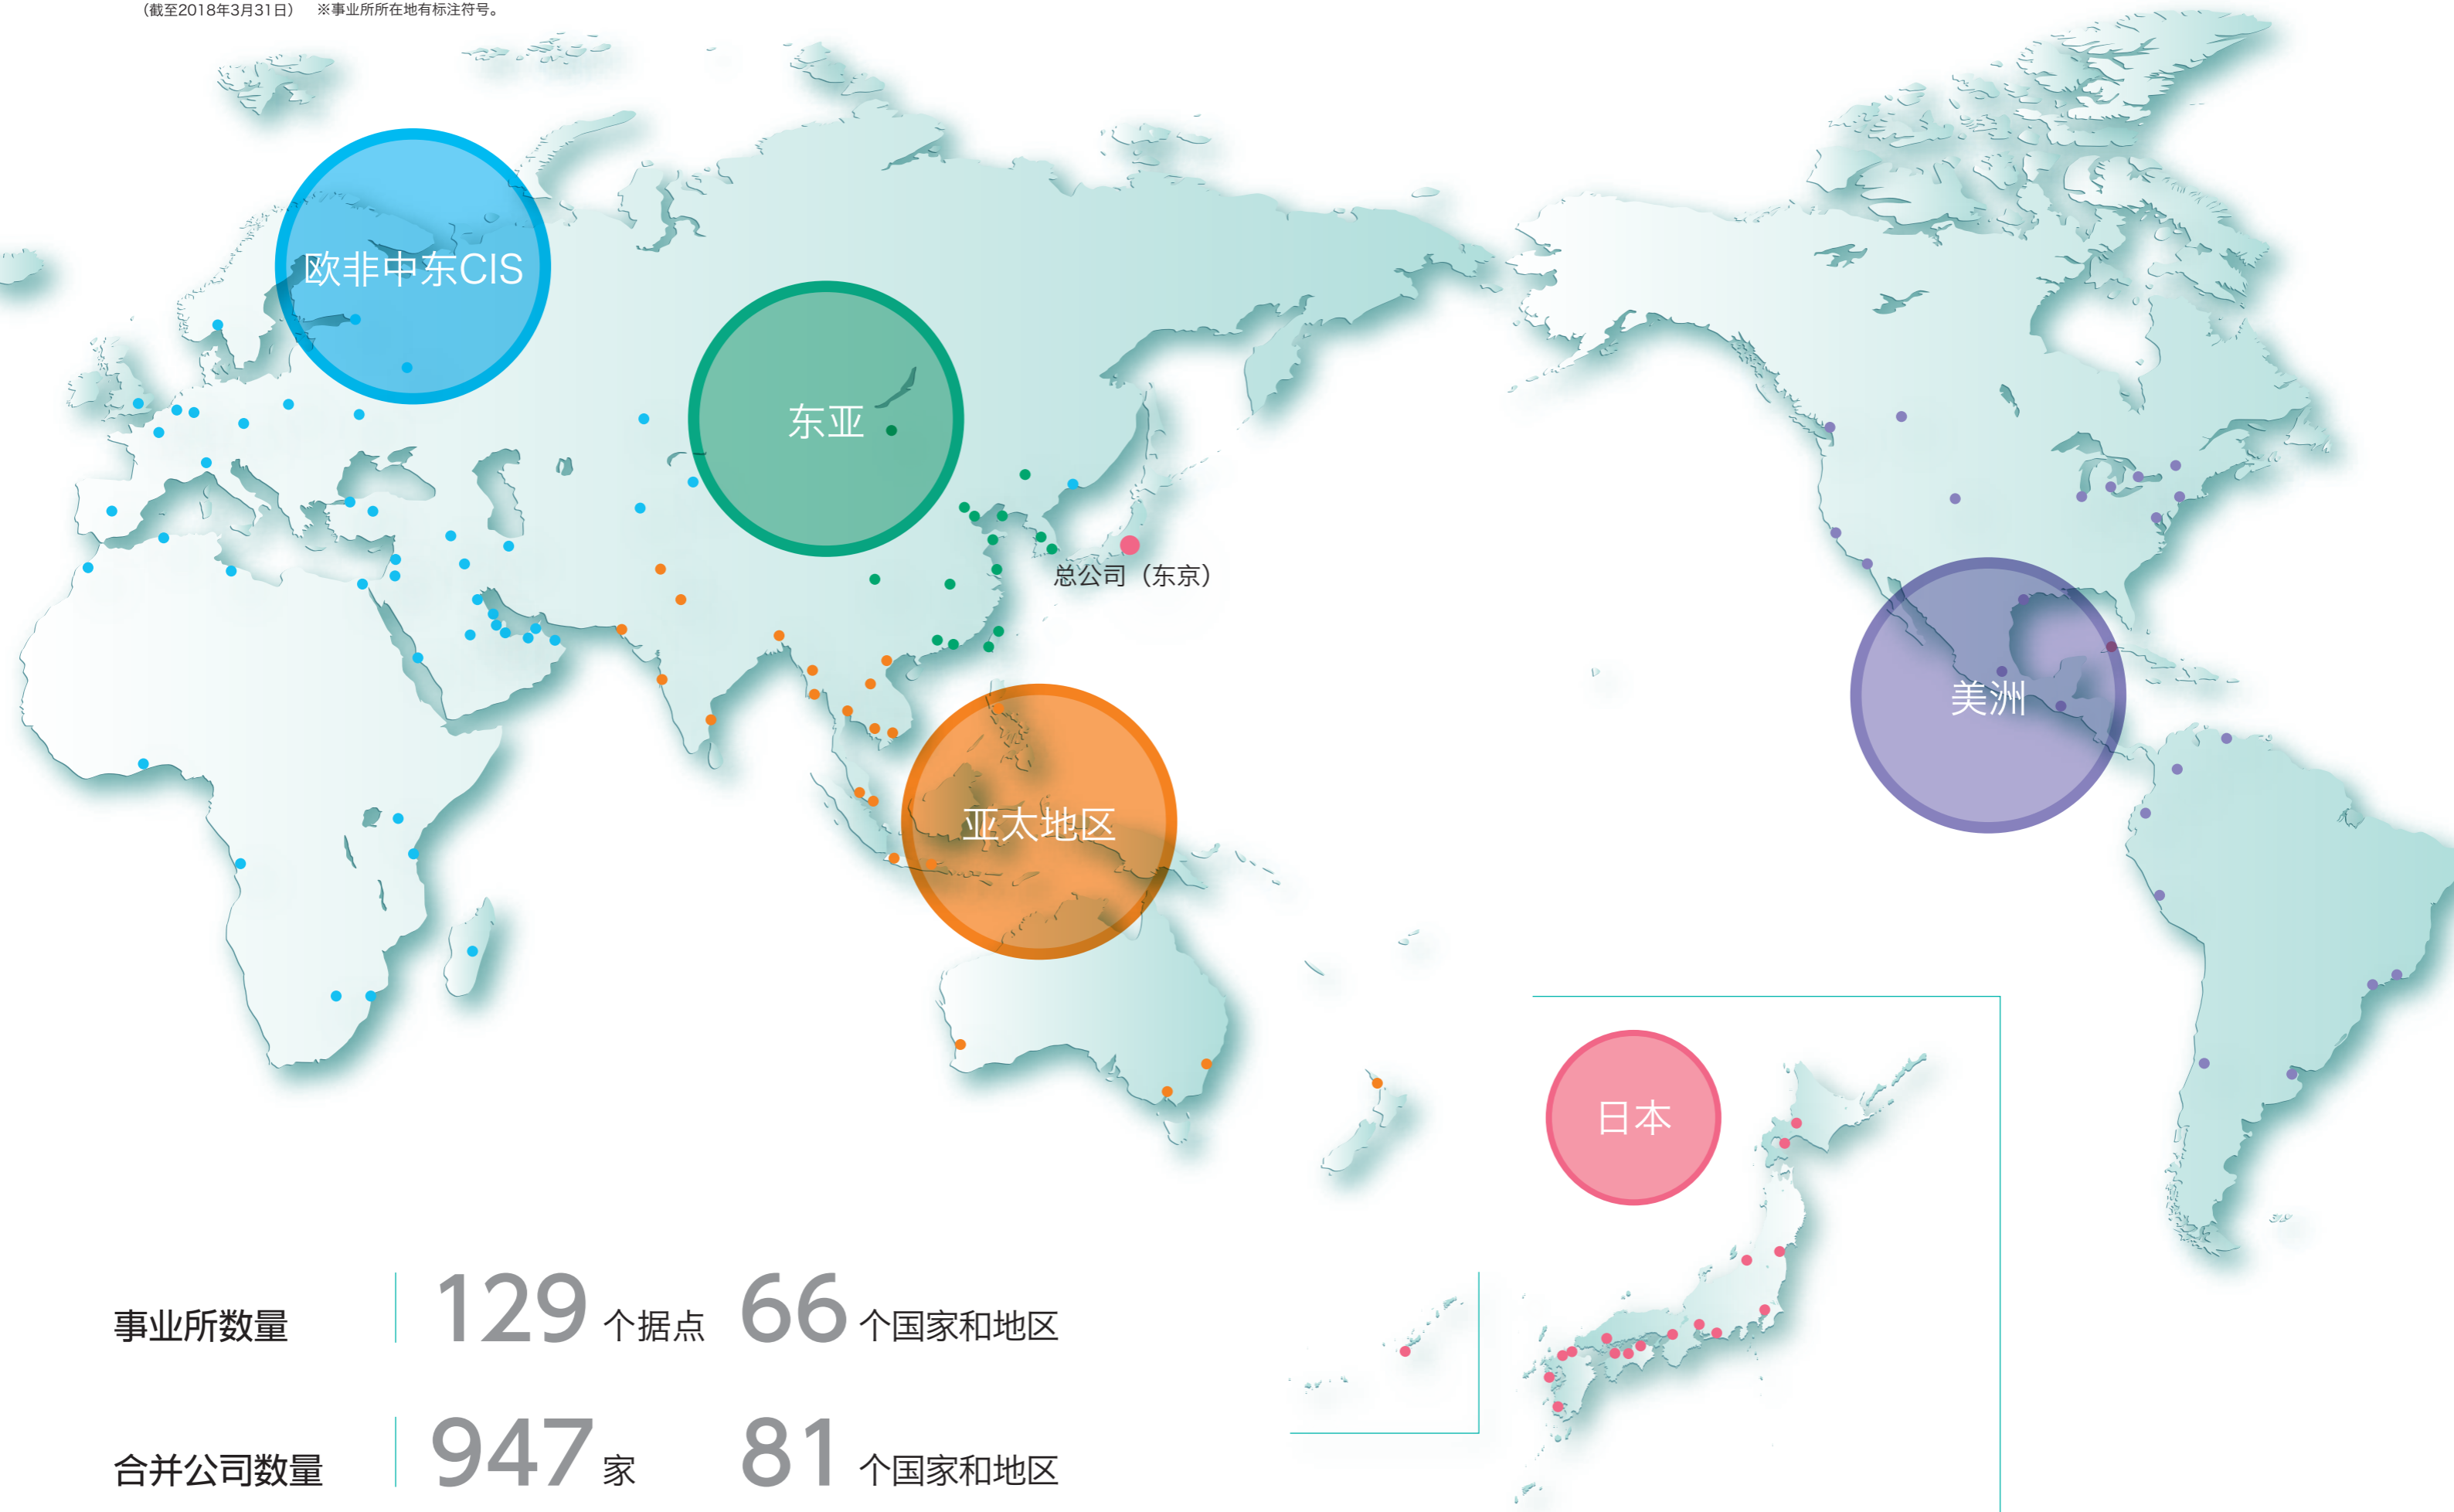 （截至2018年3月31日） ※事业所所在地有标注符号。
欧非中东CIS
东亚
总公司（东京）
美洲
亚太地区
日本
事业所数量 129 个据点 66 个国家和地区
合并公司数量 947 家 81 个国家和地区